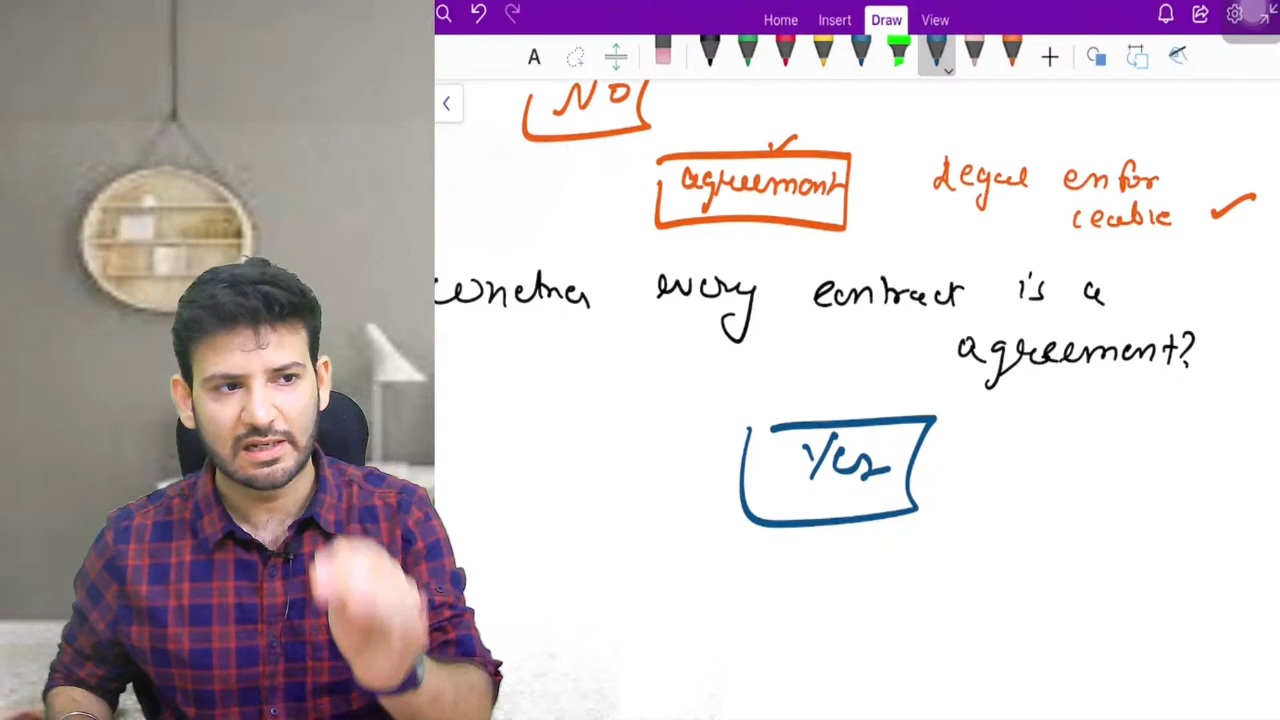 Home Insert Draw View
A
NO
agreement
Legal enfor
ceable
whether every contract is a
agreement?
Yes